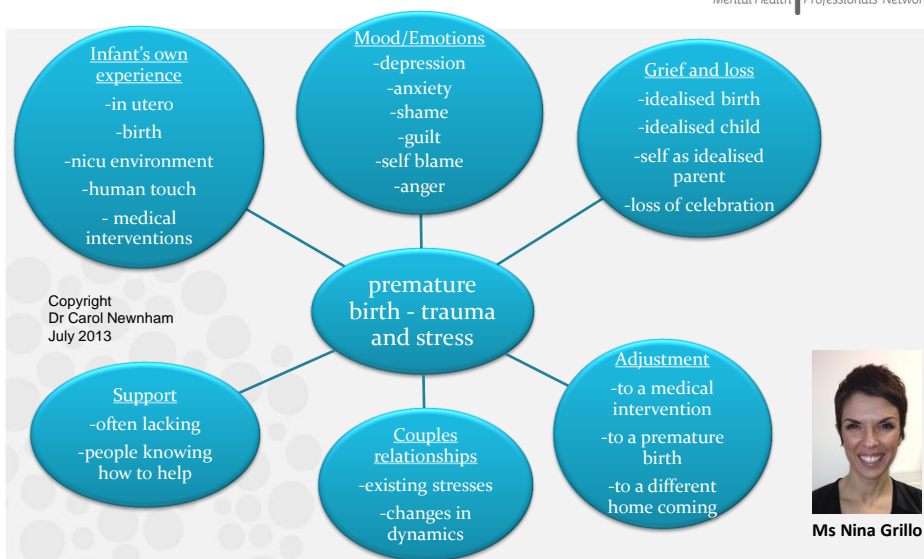 Mental Health Professionals Network
Infant's own
experience
-in utero
-birth
-nicu environment
-human touch
- medical
interventions
Mood/Emotions
-depression
-anxiety
-shame
-guilt
-self blame
-anger
Grief and loss
-idealised birth
-idealised child
-self as idealised
parent
-loss of celebration
premature
birth - trauma
and stress
Copyright
Dr Carol Newnham
July 2013
Support
-often lacking
-people knowing
how to help
Couples
relationships
-existing stresses
-changes in
dynamics
Adjustment
-to a medical
intervention
-to a premature
birth
-to a different
home coming
Ms Nina Grillo